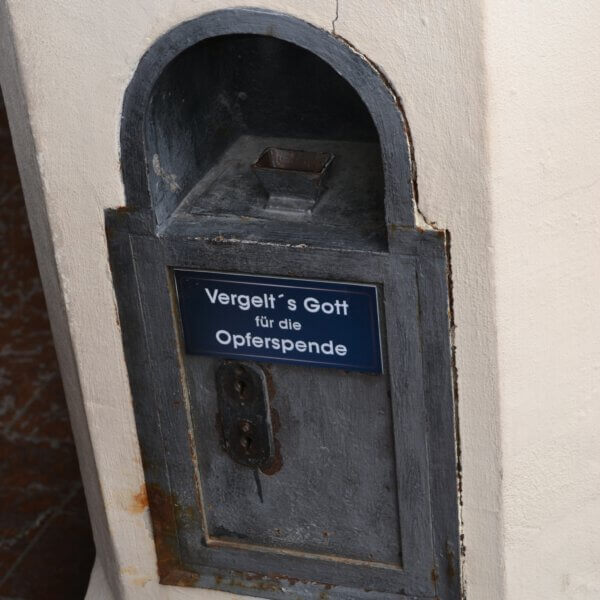 Vergelt´s Gott
für die
Opferspende